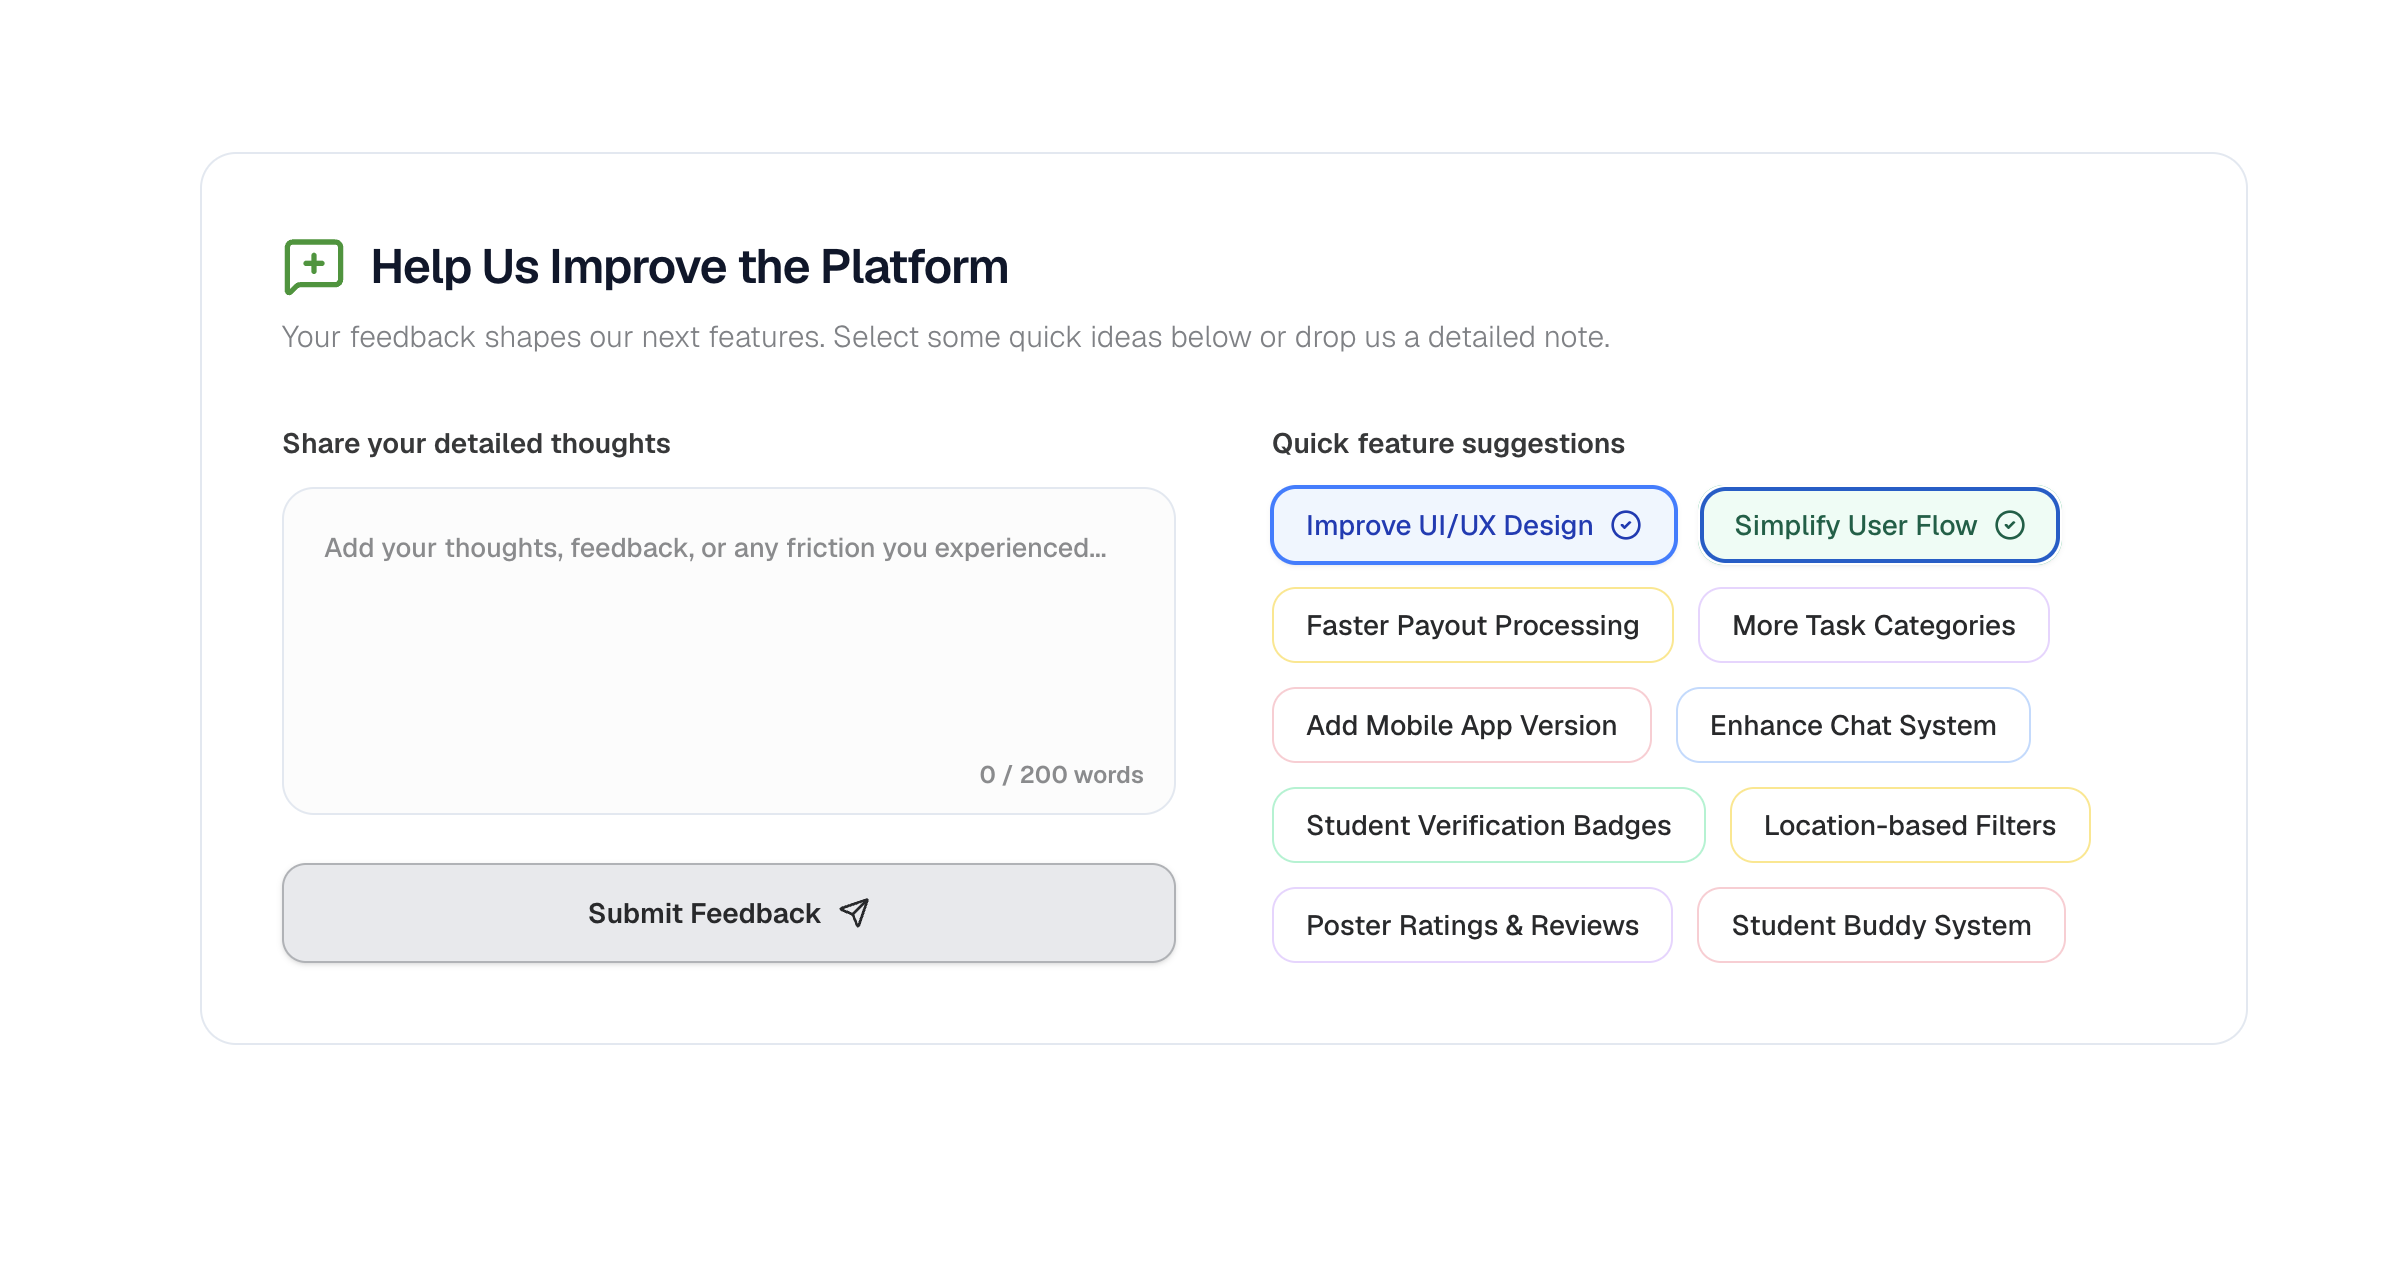 Help Us Improve the Platform
Your feedback shapes our next features. Select some quick ideas below or drop us a detailed note.
Share your detailed thoughts
Add your thoughts, feedback, or any friction you experienced...
0 / 200 words
Submit Feedback
Quick feature suggestions
Improve UI/UX Design
Simplify User Flow
Faster Payout Processing
More Task Categories
Add Mobile App Version
Enhance Chat System
Student Verification Badges
Location-based Filters
Poster Ratings & Reviews
Student Buddy System